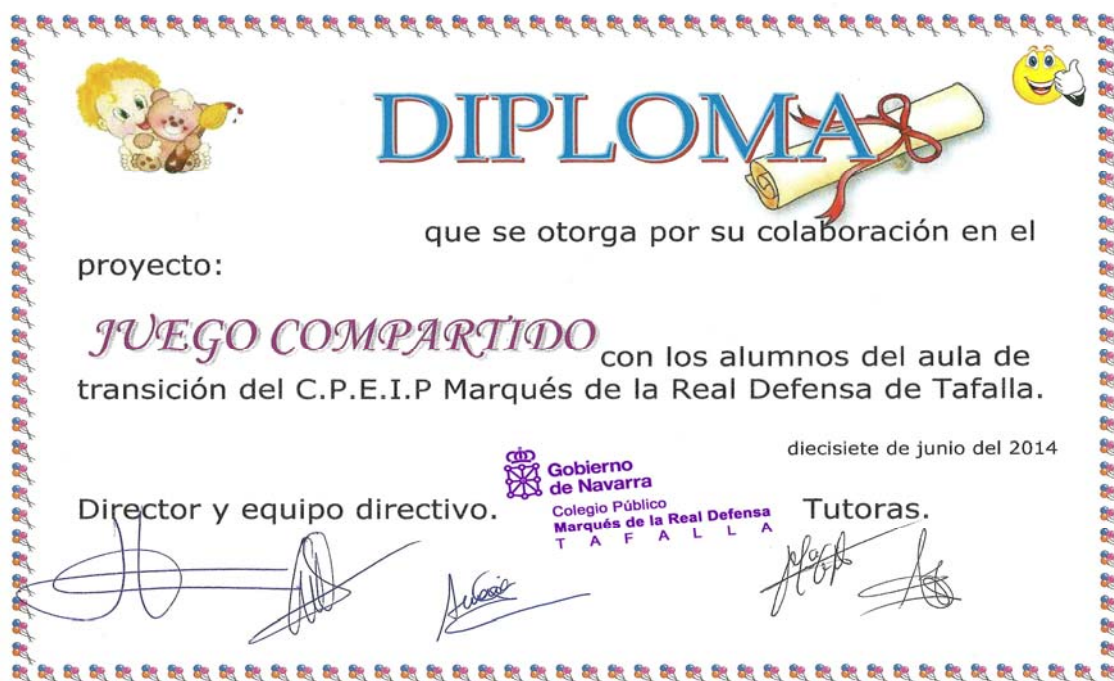 DIPLOMA
que se otorga por su colaboración en el
proyecto:
JUEGO COMPARTIDO con los alumnos del aula de
transición del C.P.E.I.P Marqués de la Real Defensa de Tafalla.
diecisiete de junio del 2014
Gobierno
de Navarra
Colegio Público
Marqués de la Real Defensa
T A F A L L A
Director y equipo directivo.
Tutoras.